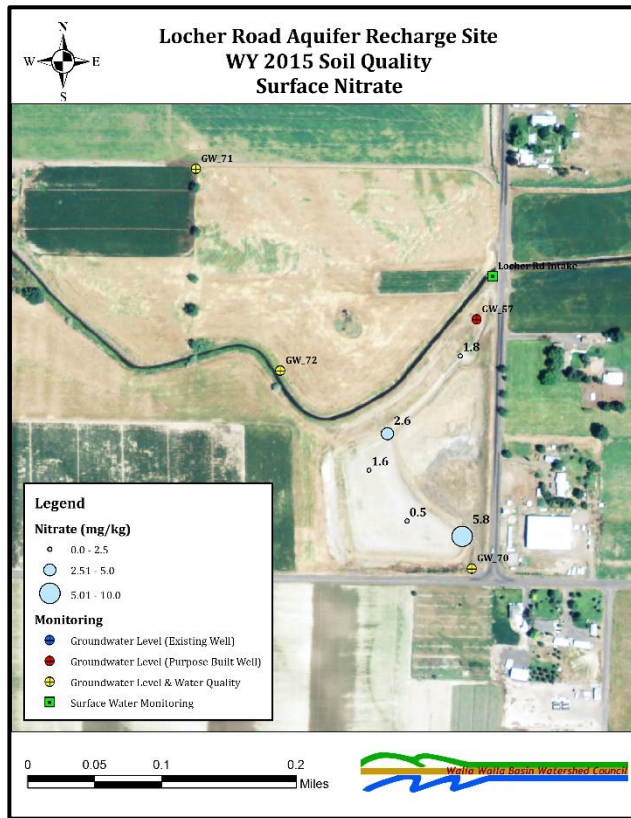 N
W E
S
Locher Road Aquifer Recharge Site
WY 2015 Soil Quality
Surface Nitrate
GW_71
Locher Rd Intake
GW_57
1.8
GW_72
2.6
1.6
0.5
5.8
GW_70
Legend
Nitrate (mg/kg)
0.0 - 2.5
2.51 - 5.0
5.01 - 10.0
Monitoring
Groundwater Level (Existing Well)
Groundwater Level (Purpose Built Well)
Groundwater Level & Water Quality
Surface Water Monitoring
0 0.05 0.1 0.2
Miles
Walla Walla Basin Watershed Council